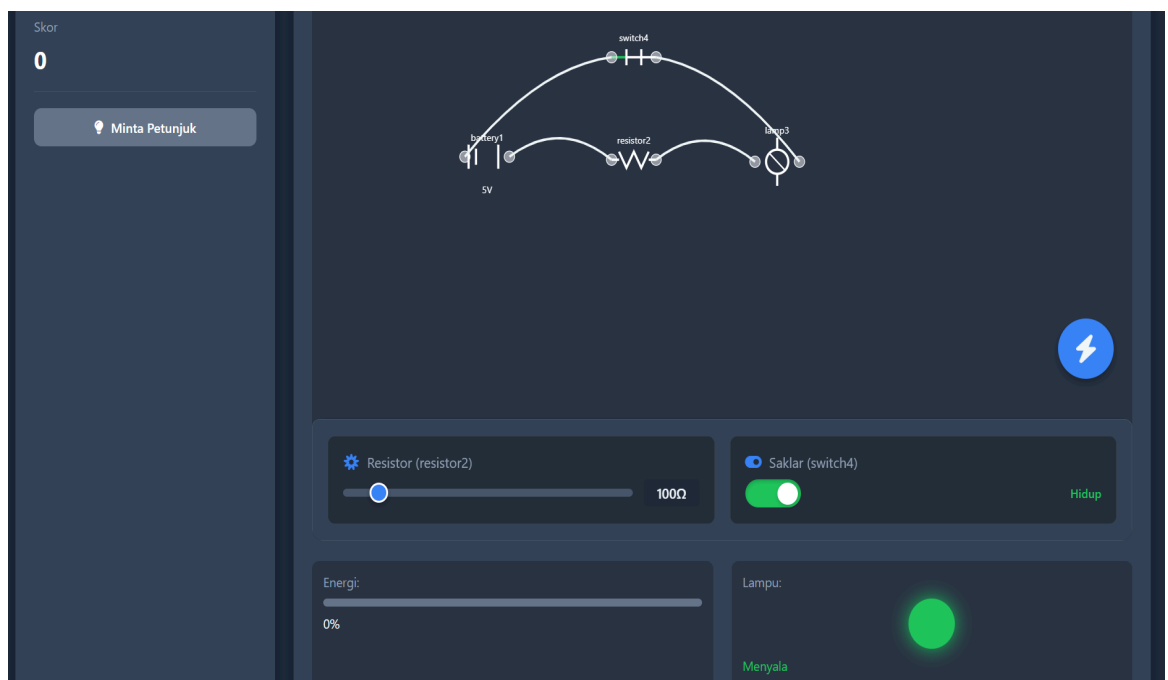 Skor
0
Minta Petunjuk
switch4
battery1
resistor2
lamp3
5V
Resistor (resistor2)
100Ω
Saklar (switch4)
Hidup
Energi:
0%
Lampu:
Menyala